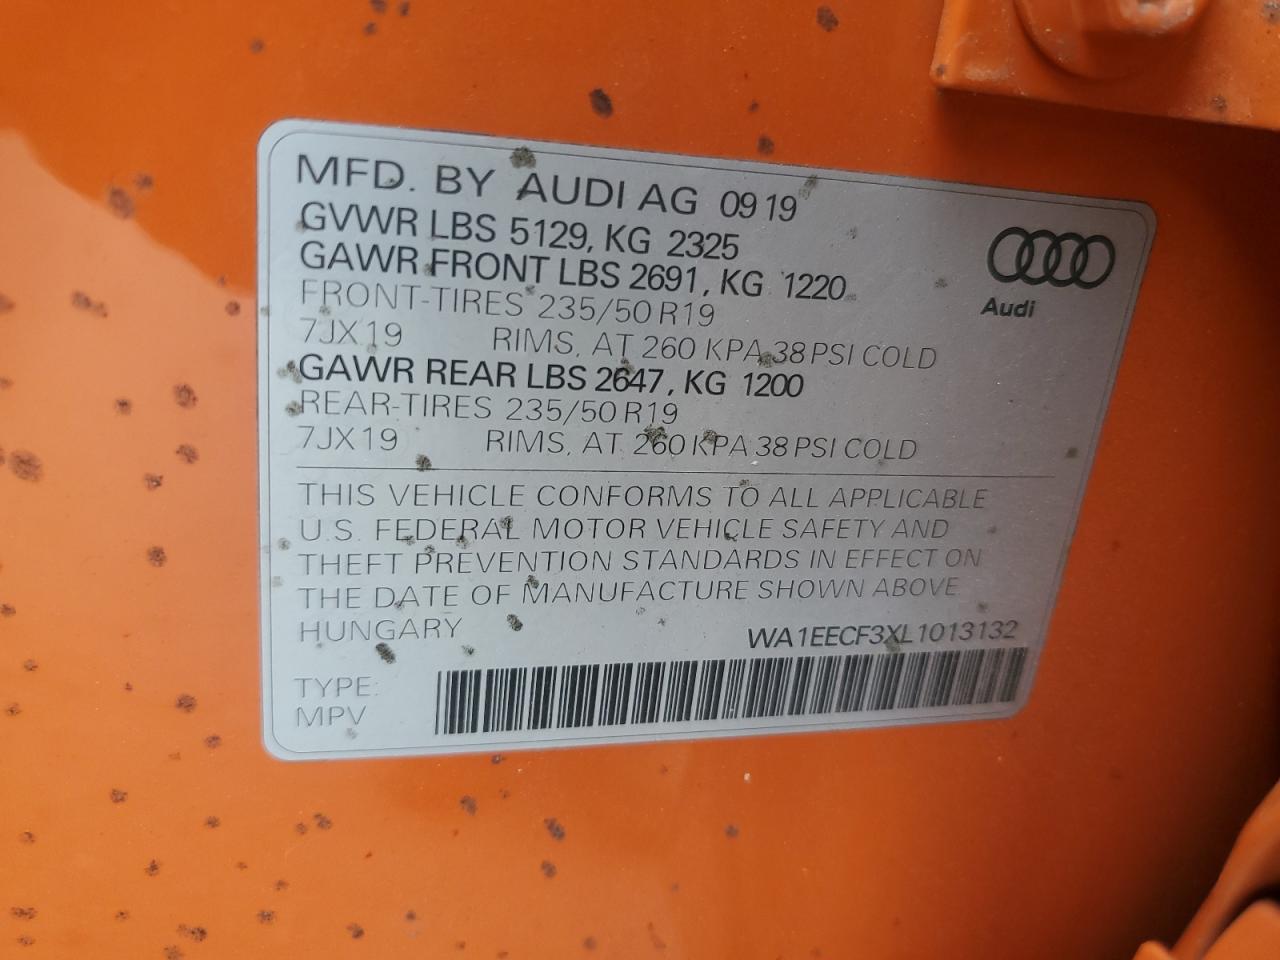 MFD. BY AUDI AG 09 19
GVWR LBS 5129, KG 2325
GAWR FRONT LBS 2691, KG 1220
FRONT-TIRES 235/50 R19
7JX19 RIMS, AT 260 KPA 38 PSI COLD
GAWR REAR LBS 2647, KG 1200
REAR-TIRES 235/50 R19
7JX19 RIMS, AT 260 KPA 38 PSI COLD
Audi
THIS VEHICLE CONFORMS TO ALL APPLICABLE
U.S. FEDERAL MOTOR VEHICLE SAFETY AND
THEFT PREVENTION STANDARDS IN EFFECT ON
THE DATE OF MANUFACTURE SHOWN ABOVE
HUNGARY WA1EECF3XL1013132
TYPE:
MPV